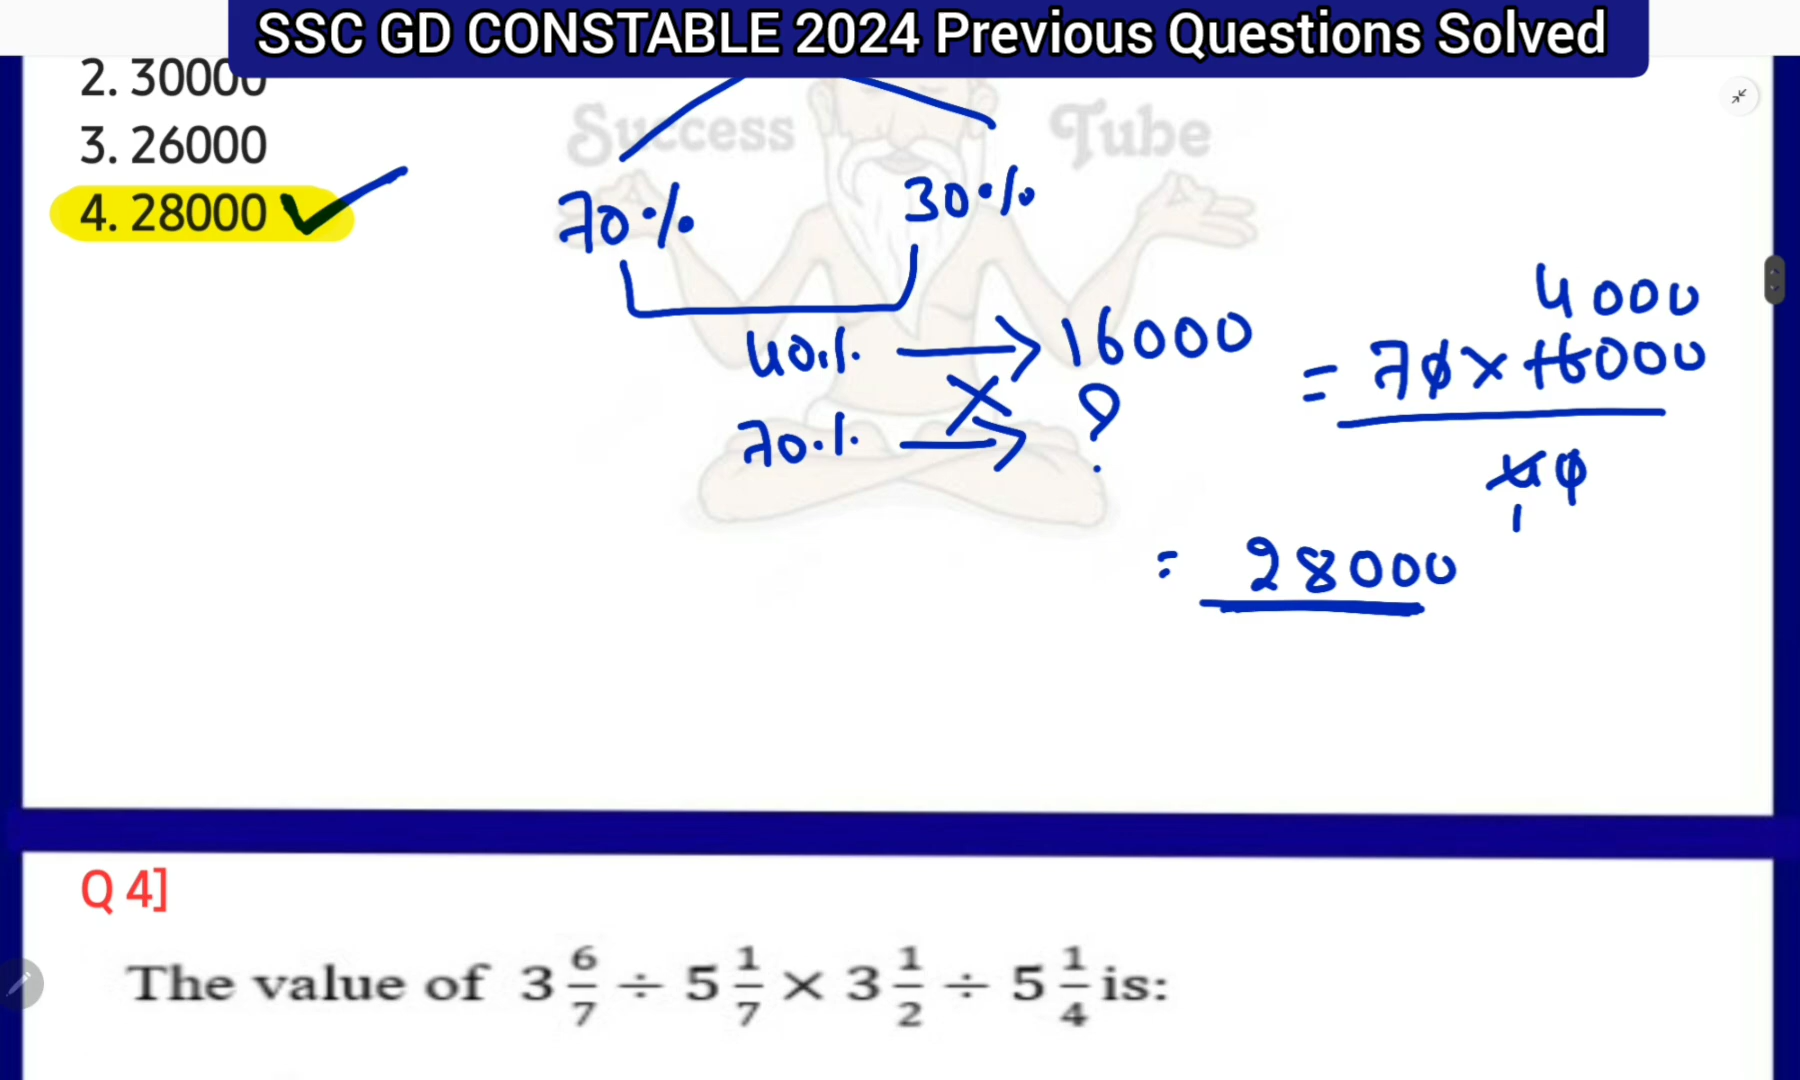 SSC GD CONSTABLE 2024 Previous Questions Solved
2. 30000
3. 26000
4. 28000
Success Tube
70% 30%
40% → 16000
70% → ?
4000
= 70 × 16000
40
1
= 28000
Q 4]
The value of 3 6/7 ÷ 5 1/7 × 3 1/2 ÷ 5 1/4 is: